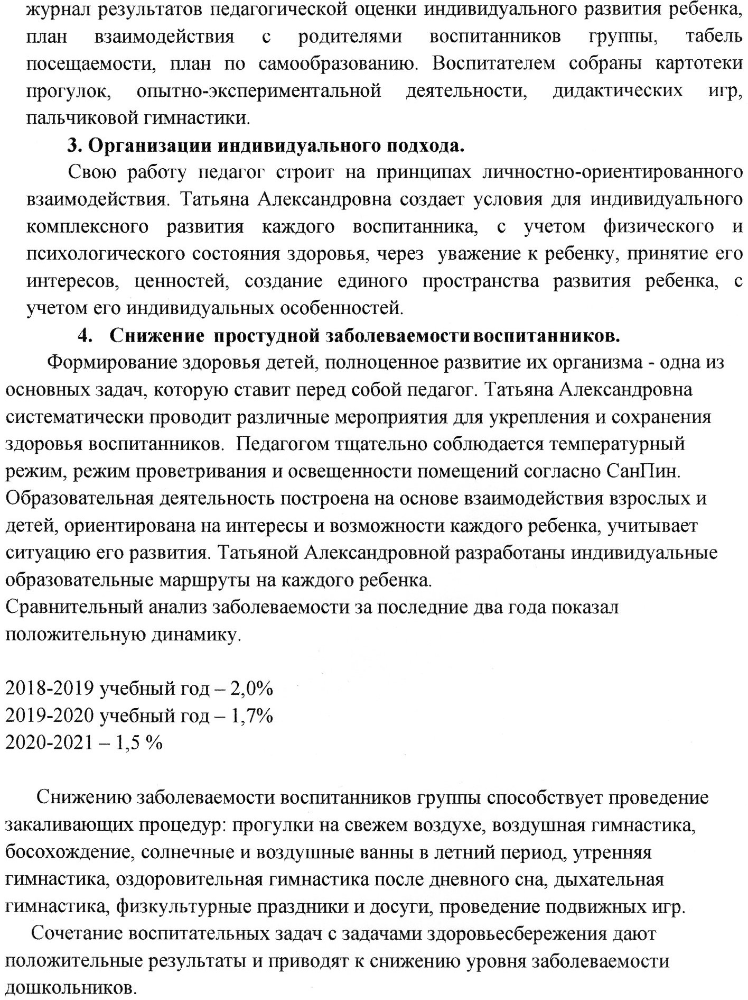 журнал результатов педагогической оценки индивидуального развития ребенка,
план взаимодействия с родителями воспитанников группы, табель
посещаемости, план по самообразованию. Воспитателем собраны картотеки
прогулок, опытно-экспериментальной деятельности, дидактических игр,
пальчиковой гимнастики.
3. Организации индивидуального подхода.
Свою работу педагог строит на принципах личностно-ориентированного
взаимодействия. Татьяна Александровна создает условия для индивидуального
комплексного развития каждого воспитанника, с учетом физического и
психологического состояния здоровья, через уважение к ребенку, принятие его
интересов, ценностей, создание единого пространства развития ребенка, с
учетом его индивидуальных особенностей.
4. Снижение простудной заболеваемости воспитанников.
Формирование здоровья детей, полноценное развитие их организма - одна из
основных задач, которую ставит перед собой педагог. Татьяна Александровна
систематически проводит различные мероприятия для укрепления и сохранения
здоровья воспитанников. Педагогом тщательно соблюдается температурный
режим, режим проветривания и освещенности помещений согласно СанПин.
Образовательная деятельность построена на основе взаимодействия взрослых и
детей, ориентирована на интересы и возможности каждого ребенка, учитывает
ситуацию его развития. Татьяной Александровной разработаны индивидуальные
образовательные маршруты на каждого ребенка.
Сравнительный анализ заболеваемости за последние два года показал
положительную динамику.
2018-2019 учебный год – 2,0%
2019-2020 учебный год – 1,7%
2020-2021 – 1,5 %
Снижению заболеваемости воспитанников группы способствует проведение
закаливающих процедур: прогулки на свежем воздухе, воздушная гимнастика,
босохождение, солнечные и воздушные ванны в летний период, утренняя
гимнастика, оздоровительная гимнастика после дневного сна, дыхательная
гимнастика, физкультурные праздники и досуги, проведение подвижных игр.
Сочетание воспитательных задач с задачами здоровьесбережения дают
положительные результаты и приводят к снижению уровня заболеваемости
дошкольников.